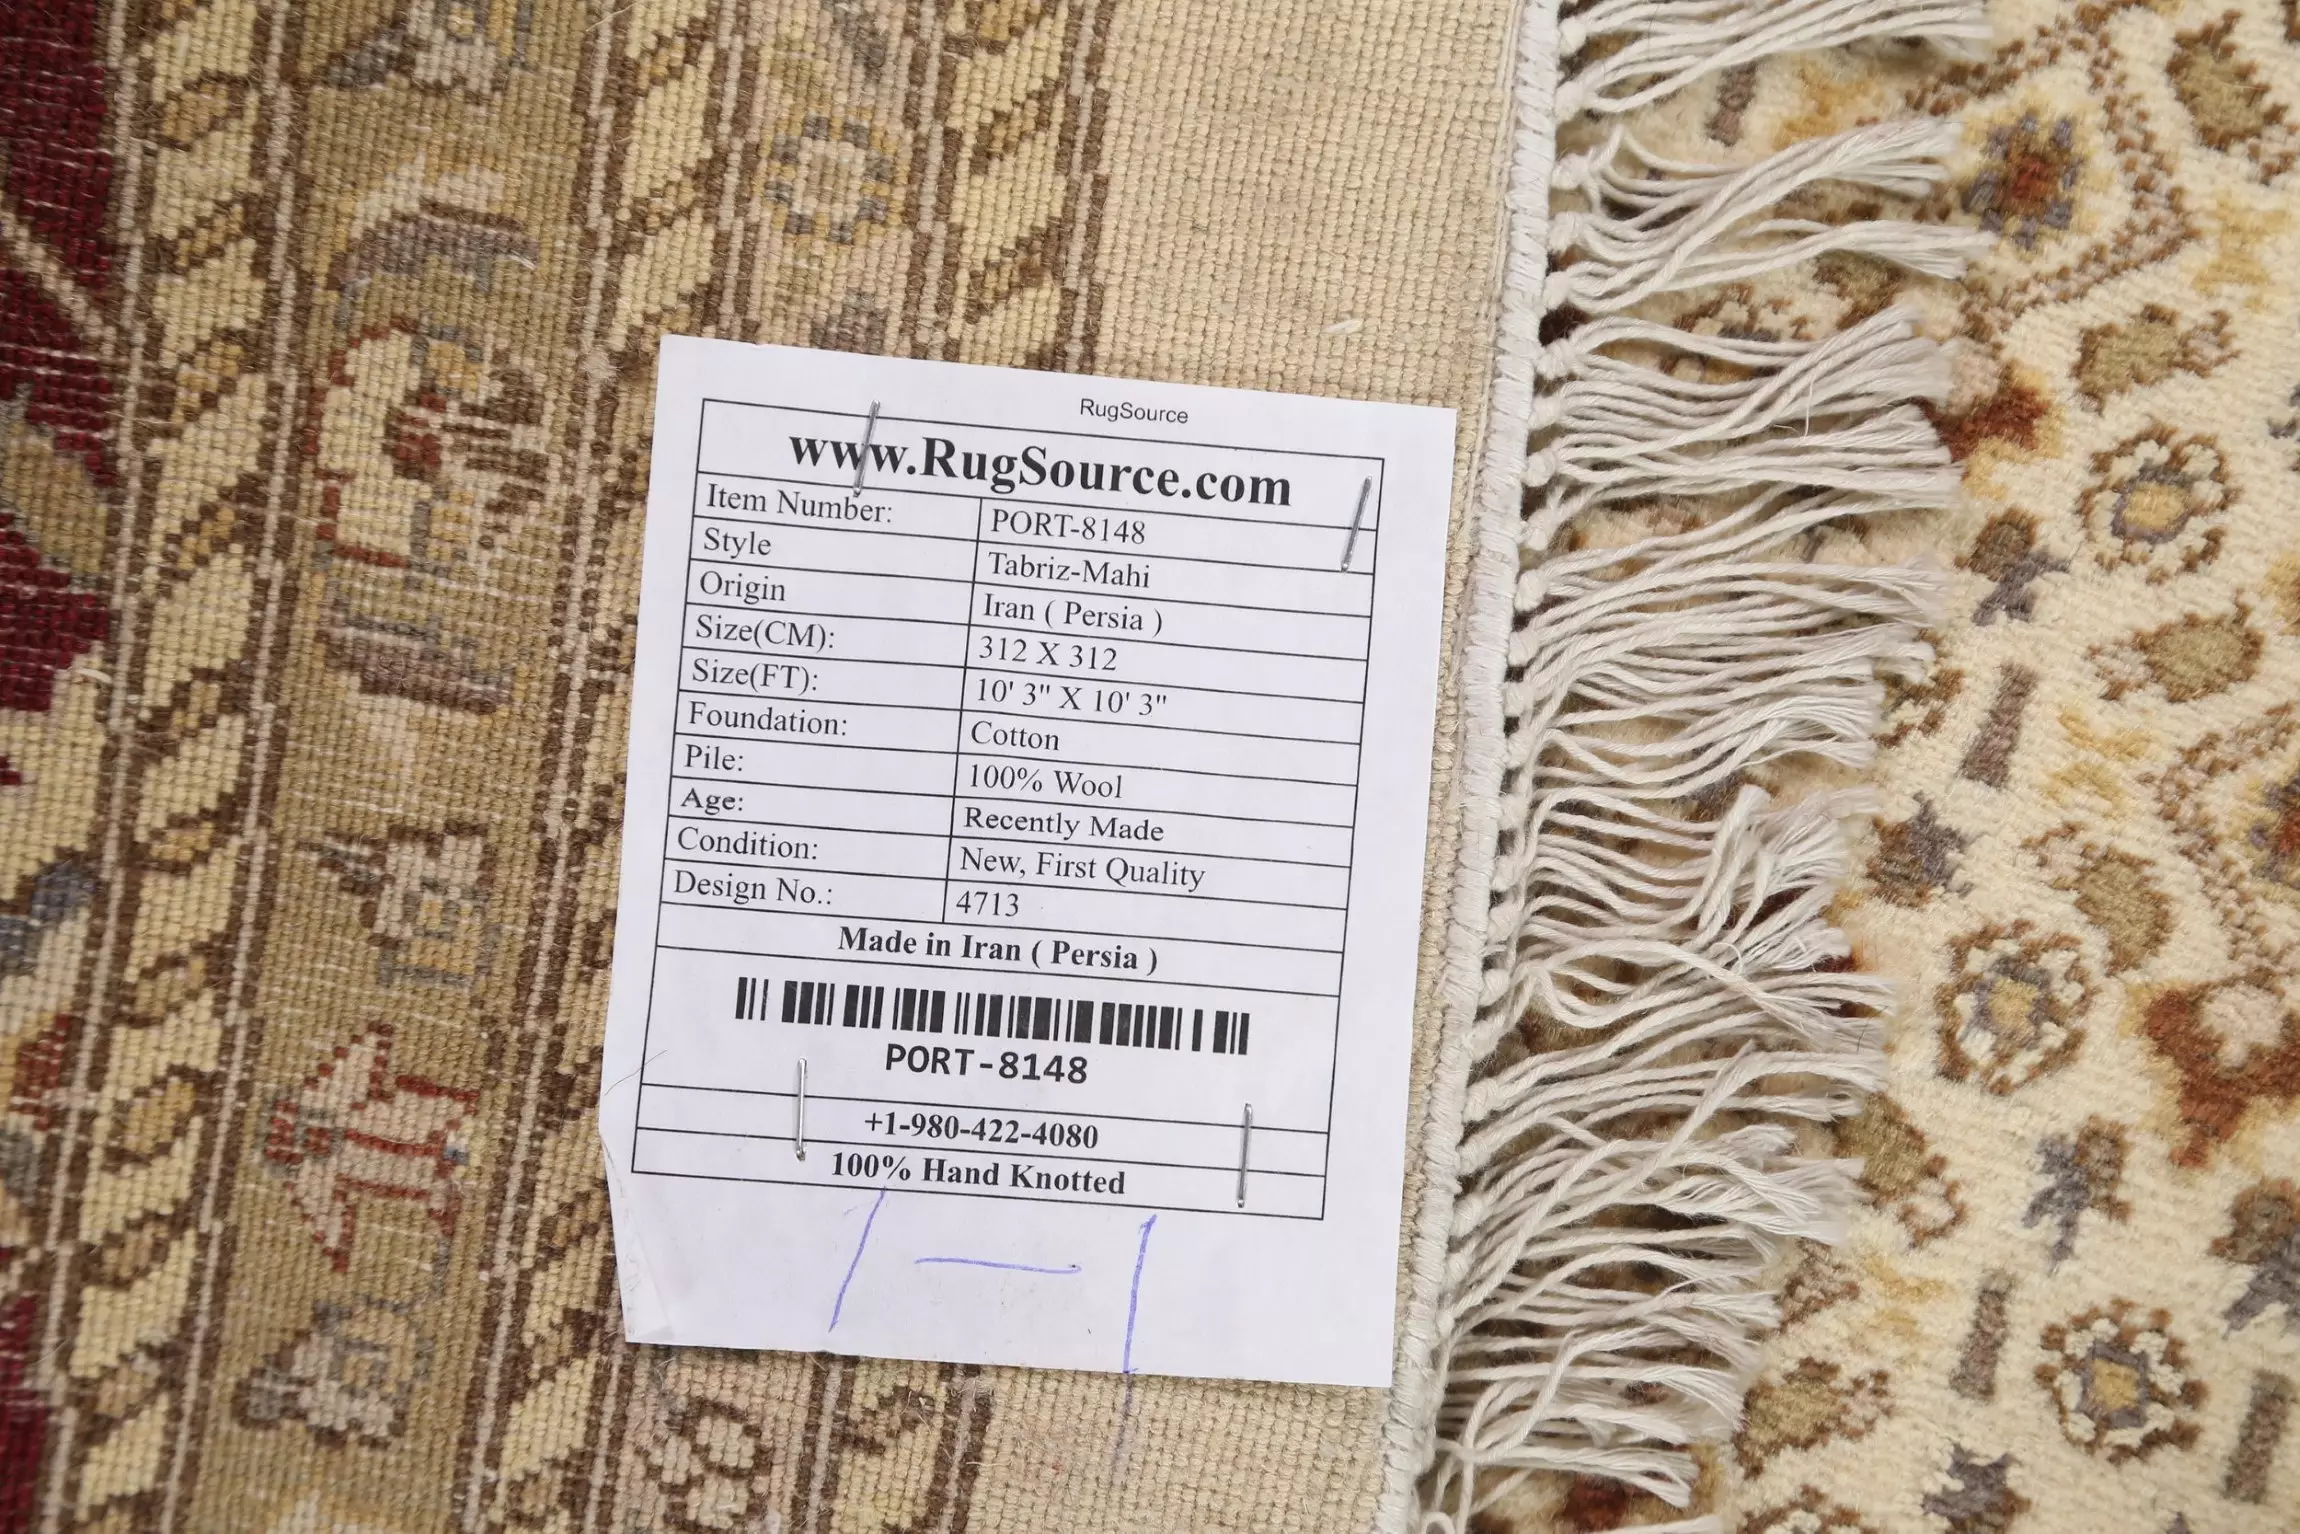 RugSource
www.RugSource.com
Item Number: PORT-8148
Style Tabriz-Mahi
Origin Iran ( Persia )
Size(CM): 312 X 312
Size(FT): 10' 3" X 10' 3"
Foundation: Cotton
Pile: 100% Wool
Age: Recently Made
Condition: New, First Quality
Design No.: 4713
Made in Iran ( Persia )
PORT-8148
+1-980-422-4080
100% Hand Knotted
1-1